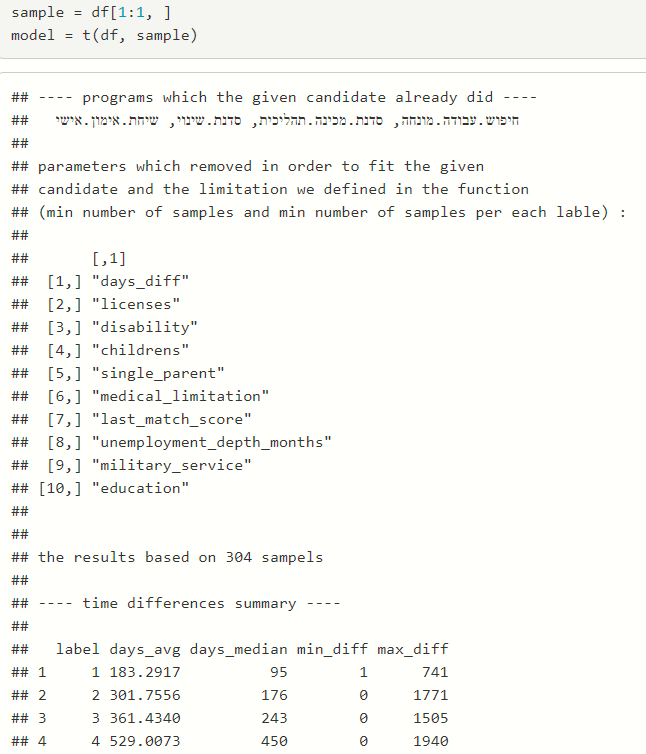 sample = df[1:1, ]
model = t(df, sample)
## ---- programs which the given candidate already did ----
## חיפוש.עבודה.מונחה, סדנת.מכינה.תהליכית, סדנת.שינוי, שיחת.אימון.אישי
##
## parameters which removed in order to fit the given
## candidate and the limitation we defined in the function
## (min number of samples and min number of samples per each lable) :
##
## [,1]
## [1,] "days_diff"
## [2,] "licenses"
## [3,] "disability"
## [4,] "childrens"
## [5,] "single_parent"
## [6,] "medical_limitation"
## [7,] "last_match_score"
## [8,] "unemployment_depth_months"
## [9,] "military_service"
## [10,] "education"
##
##
## the results based on 304 sampels
##
## ---- time differences summary ----
##
## label days_avg days_median min_diff max_diff
## 1 1 183.2917 95 1 741
## 2 2 301.7556 176 0 1771
## 3 3 361.4340 243 0 1505
## 4 4 529.0073 450 0 1940